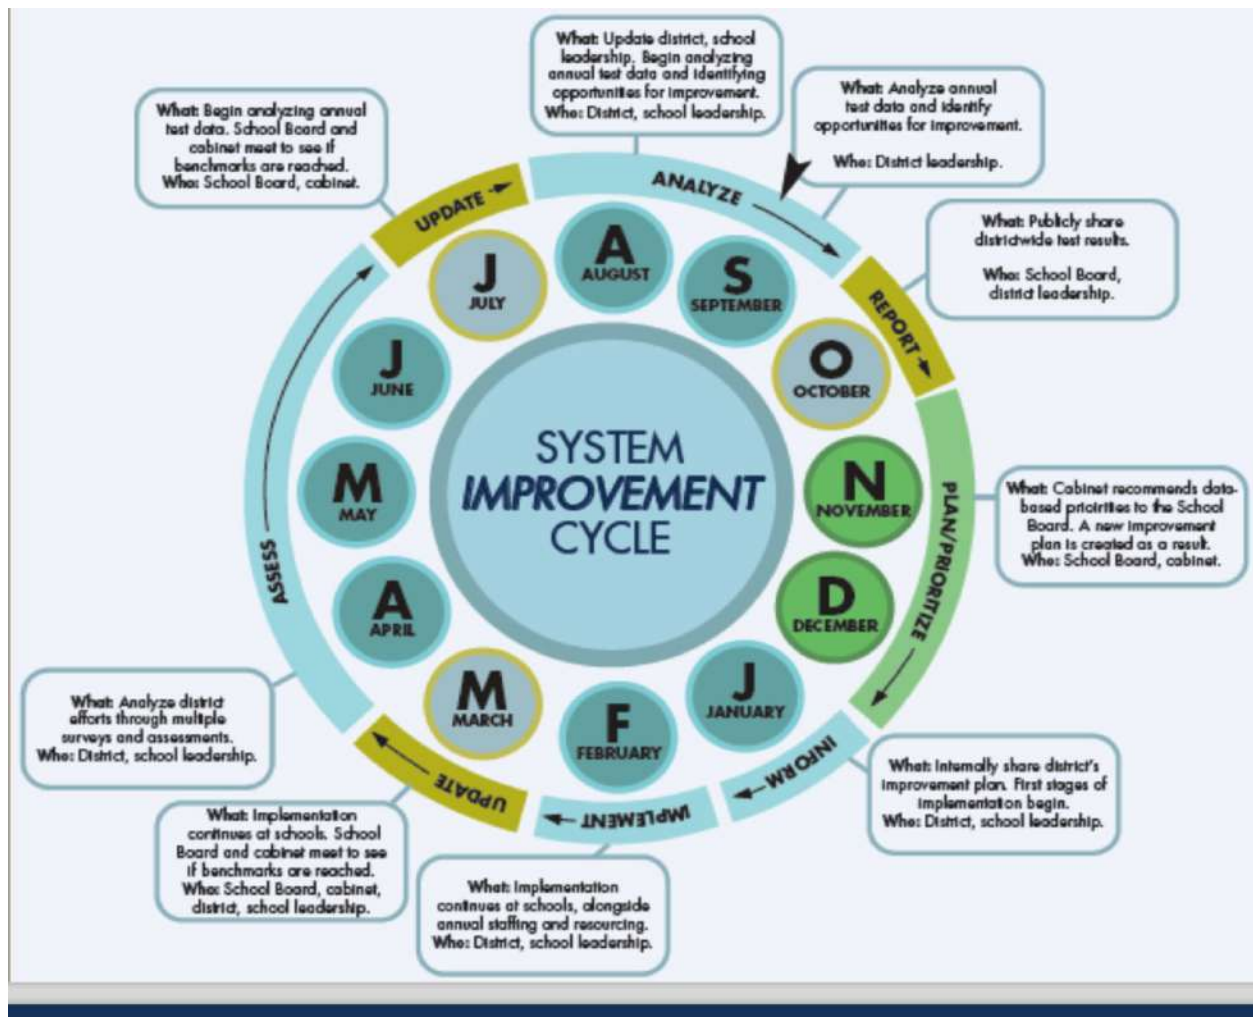 What: Update district, school
leadership. Begin analyzing
annual test data and identifying
opportunities for improvement.
Who: District, school leadership.
What: Analyze annual
test data and identify
opportunities for improvement.
Who: District leadership.
What: Begin analyzing annual
test data. School Board and
cabinet meet to see if
benchmarks are reached.
Who: School Board, cabinet.
What: Publicly share
districtwide test results.
Who: School Board,
district leadership.
UPDATE
ANALYZE
REPORT
PLAN/PRIORITIZE
INFORM
IMPLEMENT
UPDATE
ASSESS
J
JULY
A
AUGUST
S
SEPTEMBER
O
OCTOBER
N
NOVEMBER
D
DECEMBER
J
JANUARY
F
FEBRUARY
M
MARCH
A
APRIL
M
MAY
J
JUNE
SYSTEM
IMPROVEMENT
CYCLE
What: Cabinet recommends data-
based priorities to the School
Board. A new improvement
plan is created as a result.
Who: School Board, cabinet.
What: Internally share district's
improvement plan. First stages of
implementation begin.
Who: District, school leadership.
What: Implementation
continues at schools, alongside
annual staffing and resourcing.
Who: District, school leadership.
What: Implementation
continues at schools. School
Board and cabinet meet to see
if benchmarks are reached.
Who: School Board, cabinet,
district, school leadership.
What: Analyze district
efforts through multiple
surveys and assessments.
Who: District, school leadership.